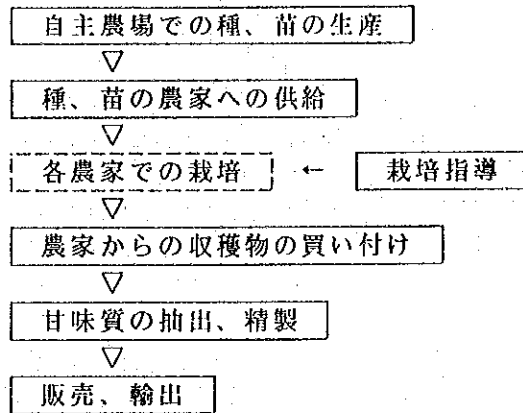 自主農場での種、苗の生産
▽
種、苗の農家への供給
▽
各農家での栽培 ← 栽培指導
▽
農家からの収穫物の買い付け
▽
甘味質の抽出、精製
▽
販売、輸出